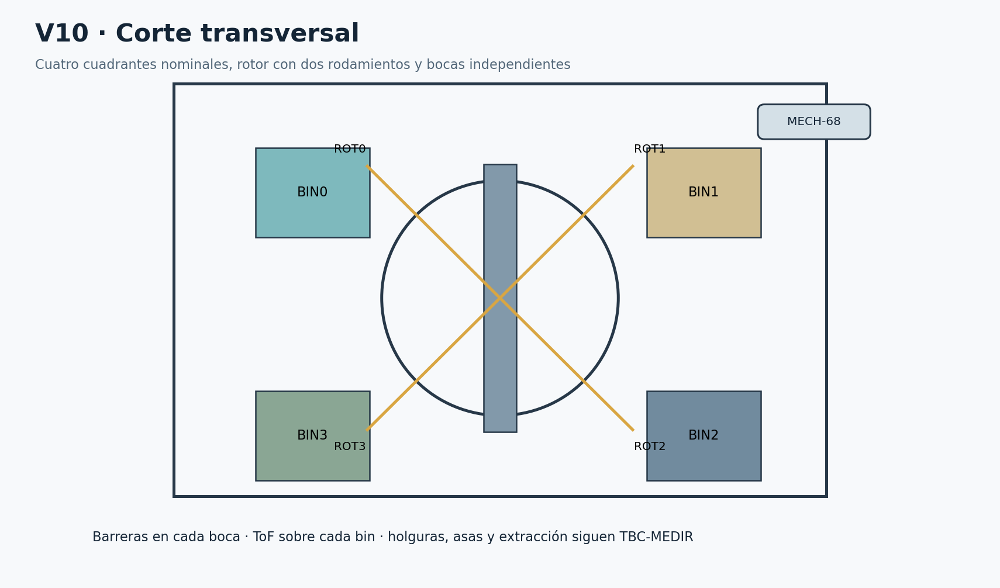 V10 · Corte transversal
Cuatro cuadrantes nominales, rotor con dos rodamientos y bocas independientes
MECH-68
ROT0
ROT1
BIN0
BIN1
BIN3
BIN2
ROT3
ROT2
Barreras en cada boca · ToF sobre cada bin · holguras, asas y extracción siguen TBC-MEDIR